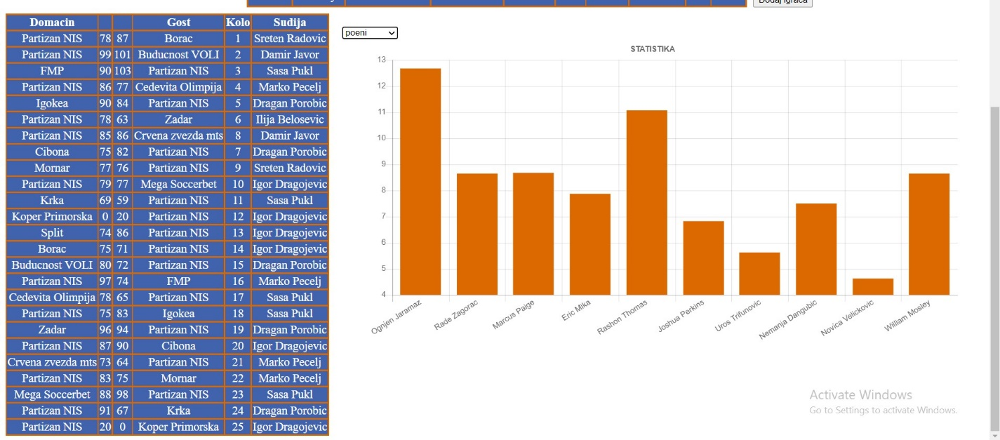 Dodaj igraca
Domacin Gost Kolo Sudija
Partizan NIS 78 87 Borac 1 Sreten Radovic
Partizan NIS 99 101 Buducnost VOLI 2 Damir Javor
FMP 90 103 Partizan NIS 3 Sasa Pukl
Partizan NIS 86 77 Cedevita Olimpija 4 Marko Pecelj
Igokea 90 84 Partizan NIS 5 Dragan Porobic
Partizan NIS 78 63 Zadar 6 Ilija Belosevic
Partizan NIS 85 86 Crvena zvezda mts 8 Damir Javor
Cibona 75 82 Partizan NIS 7 Dragan Porobic
Mornar 77 76 Partizan NIS 9 Sreten Radovic
Partizan NIS 79 77 Mega Soccerbet 10 Igor Dragojevic
Krka 69 59 Partizan NIS 11 Sasa Pukl
Koper Primorska 0 20 Partizan NIS 12 Igor Dragojevic
Split 74 86 Partizan NIS 13 Igor Dragojevic
Borac 75 71 Partizan NIS 14 Igor Dragojevic
Buducnost VOLI 80 72 Partizan NIS 15 Dragan Porobic
Partizan NIS 97 74 FMP 16 Marko Pecelj
Cedevita Olimpija 78 65 Partizan NIS 17 Sasa Pukl
Partizan NIS 75 83 Igokea 18 Sasa Pukl
Zadar 96 94 Partizan NIS 19 Dragan Porobic
Partizan NIS 87 90 Cibona 20 Igor Dragojevic
Crvena zvezda mts 73 64 Partizan NIS 21 Marko Pecelj
Partizan NIS 83 75 Mornar 22 Marko Pecelj
Mega Soccerbet 88 98 Partizan NIS 23 Sasa Pukl
Partizan NIS 91 67 Krka 24 Dragan Porobic
Partizan NIS 20 0 Koper Primorska 25 Igor Dragojevic
poeni
STATISTIKA
13
12
11
10
9
8
7
6
5
4
Ognjen Jaramaz
Rade Zagorac
Marcus Paige
Eric Mika
Rashon Thomas
Joshua Perkins
Uros Trifunovic
Nemanja Dangubic
Novica Velickovic
William Mosley
Activate Windows
Go to Settings to activate Windows.